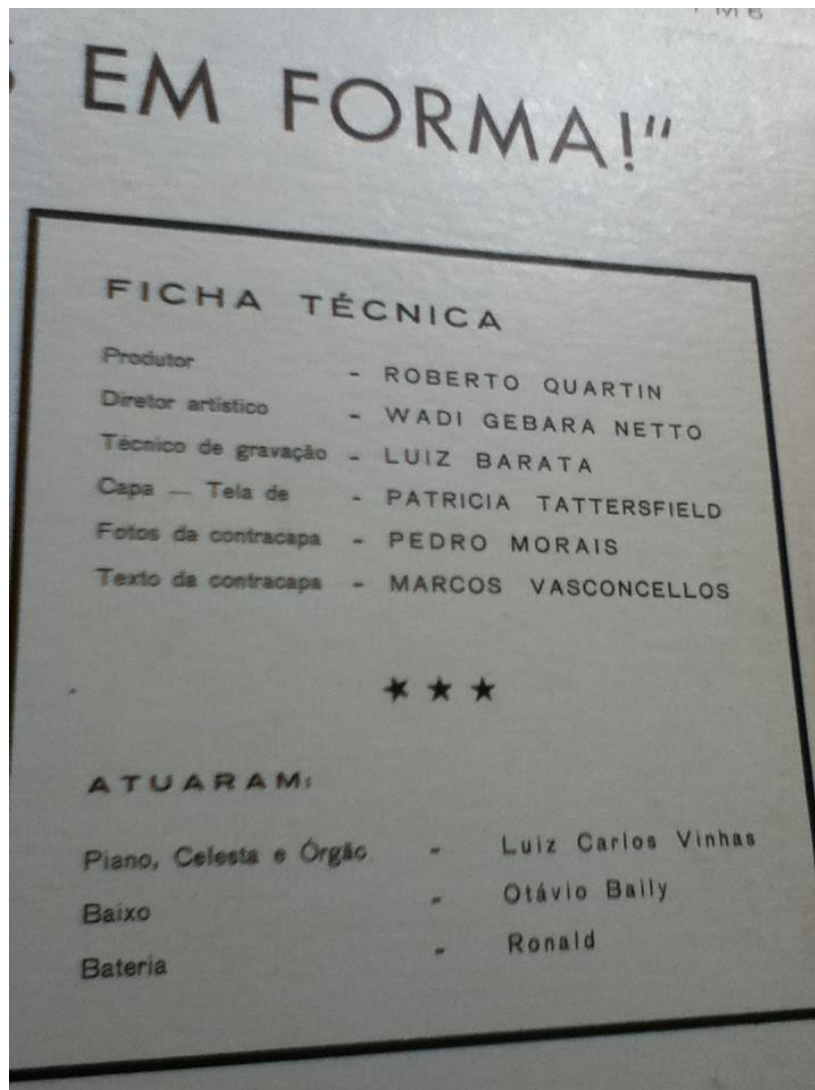 EM FORMA!"
FICHA TÉCNICA
Produtor - ROBERTO QUARTIN
Diretor artístico - WADI GEBARA NETTO
Técnico de gravação - LUIZ BARATA
Capa — Tela de - PATRICIA TATTERSFIELD
Fotos da contracapa - PEDRO MORAIS
Texto da contracapa - MARCOS VASCONCELLOS
★ ★ ★
ATUARAM:
Piano, Celesta e Órgão - Luiz Carlos Vinhas
Baixo - Otávio Baily
Bateria - Ronald